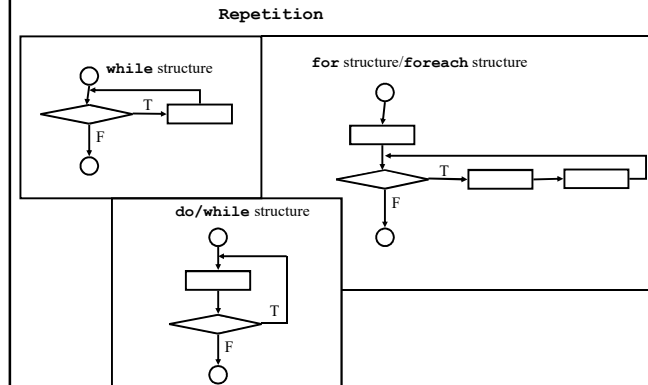 Repetition
while structure
T
F
for structure/foreach structure
T
F
do/while structure
T
F